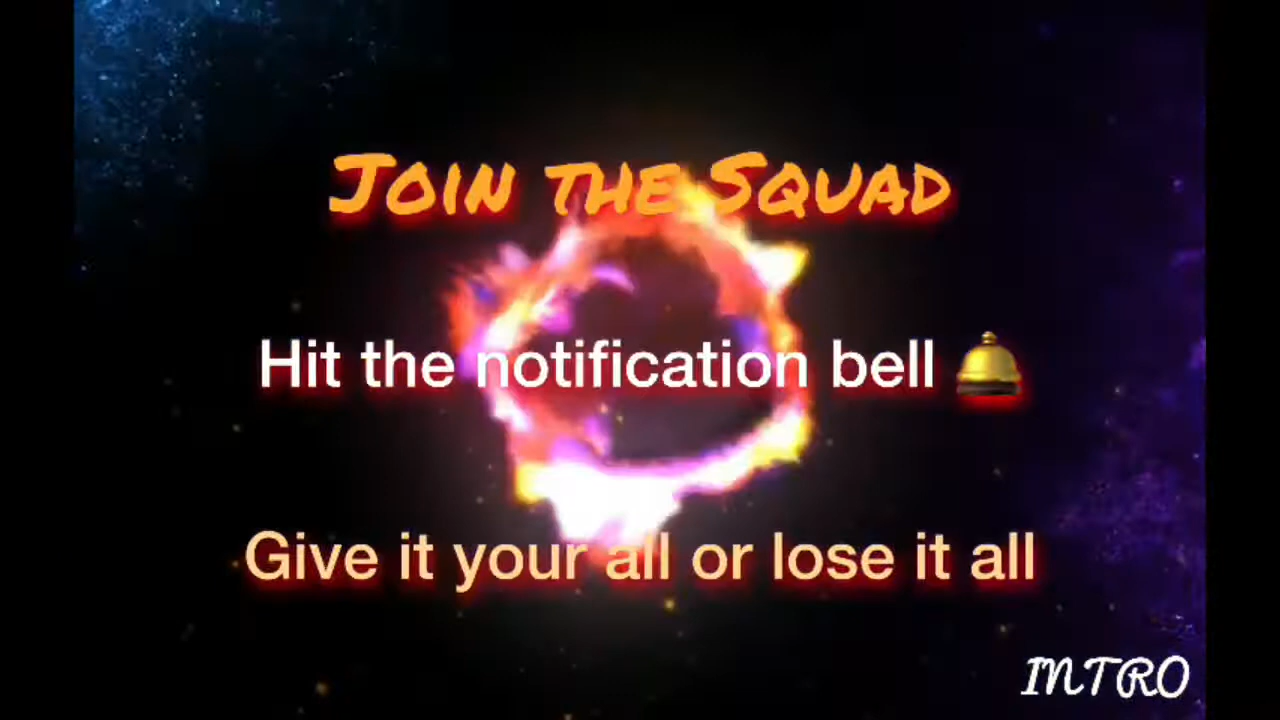 Join the Squad
Hit the notification bell 🛎️
Give it your all or lose it all
INTRO